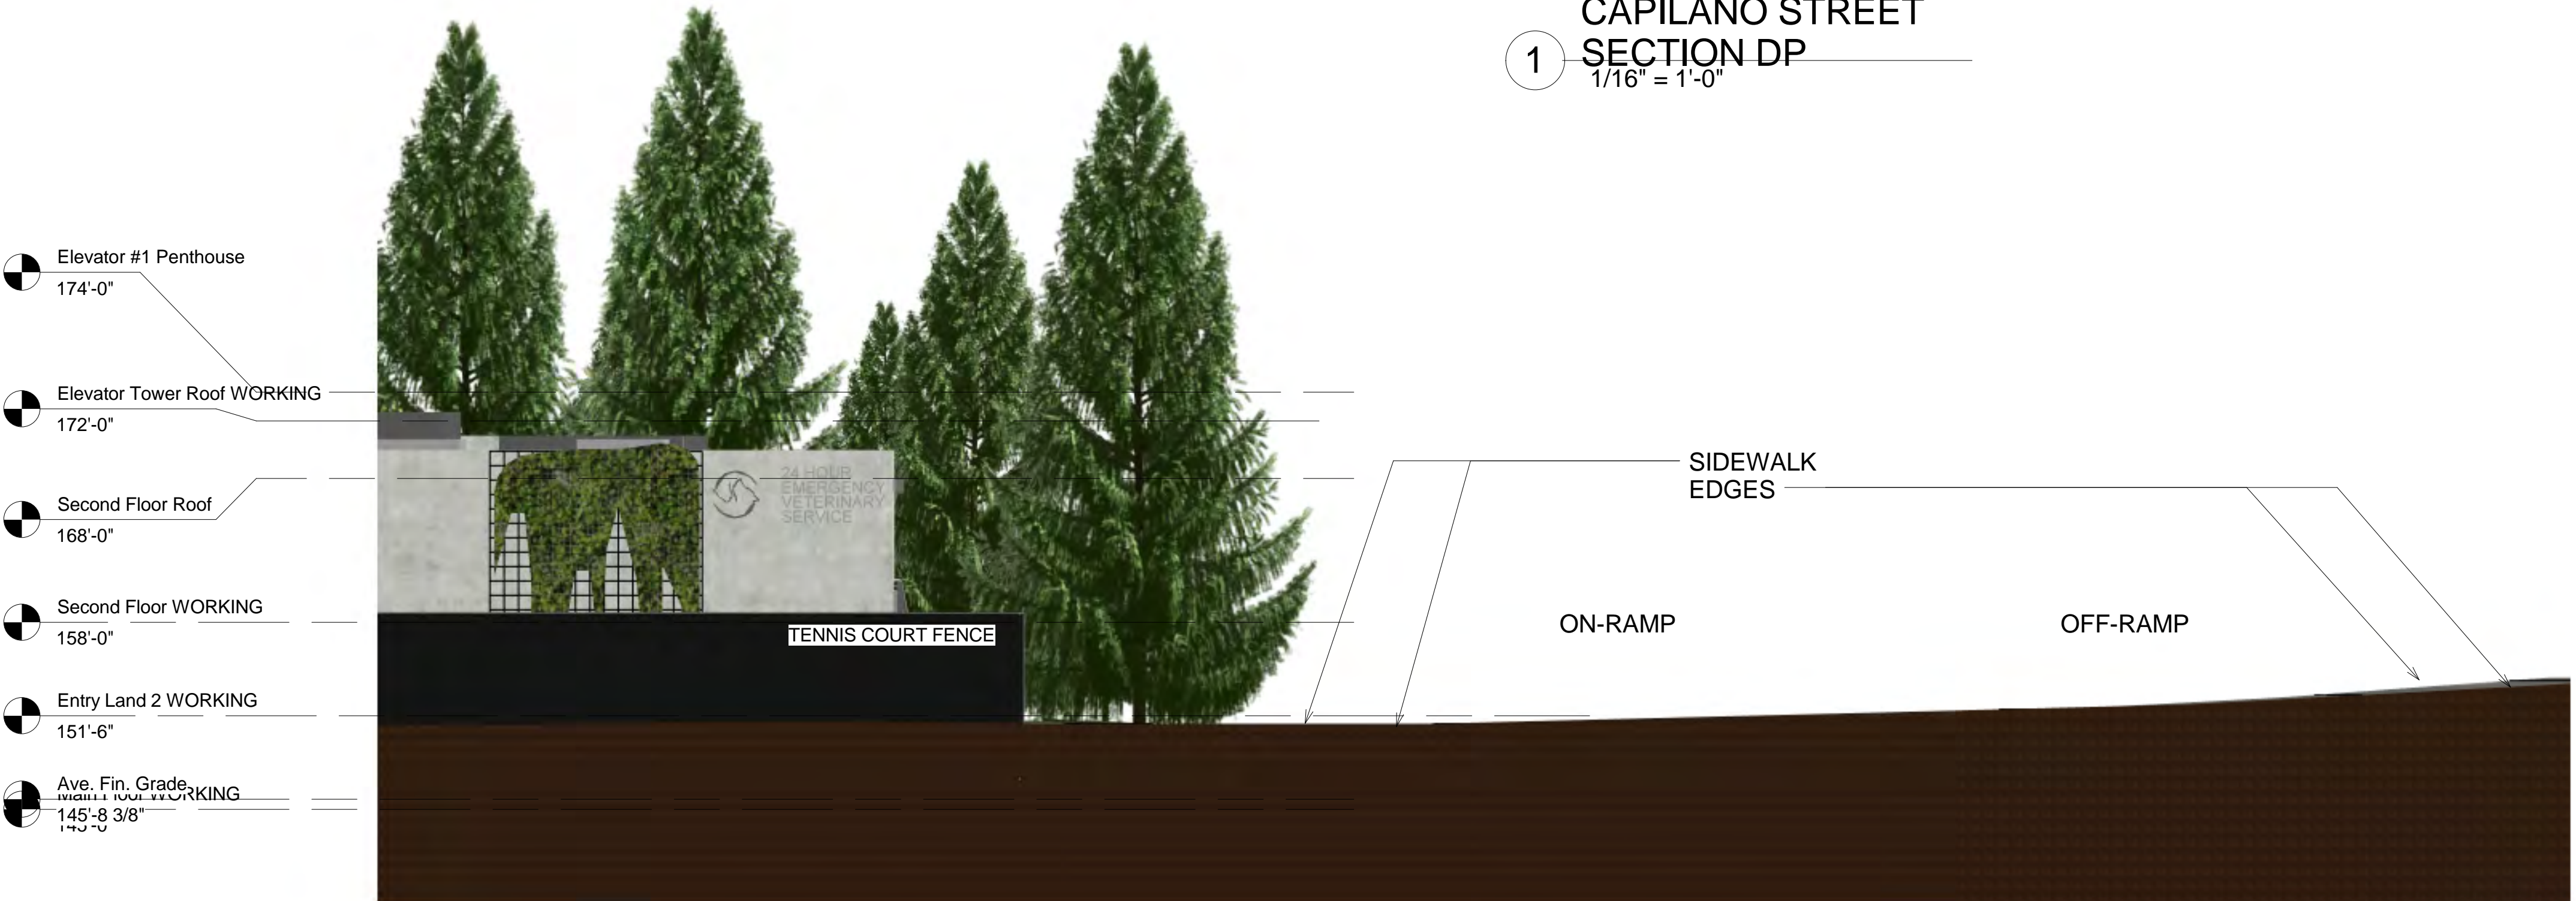 CAPILANO STREET
SECTION DP
1
1/16" = 1'-0"
Elevator #1 Penthouse
174'-0"
Elevator Tower Roof WORKING
172'-0"
24 HOUR
EMERGENCY
VETERINARY
SERVICE
SIDEWALK
EDGES
Second Floor Roof
168'-0"
Second Floor WORKING
158'-0"
TENNIS COURT FENCE
ON-RAMP
OFF-RAMP
Entry Land 2 WORKING
151'-6"
Ave. Fin. Grade
Main Floor WORKING
145'-8 3/8"